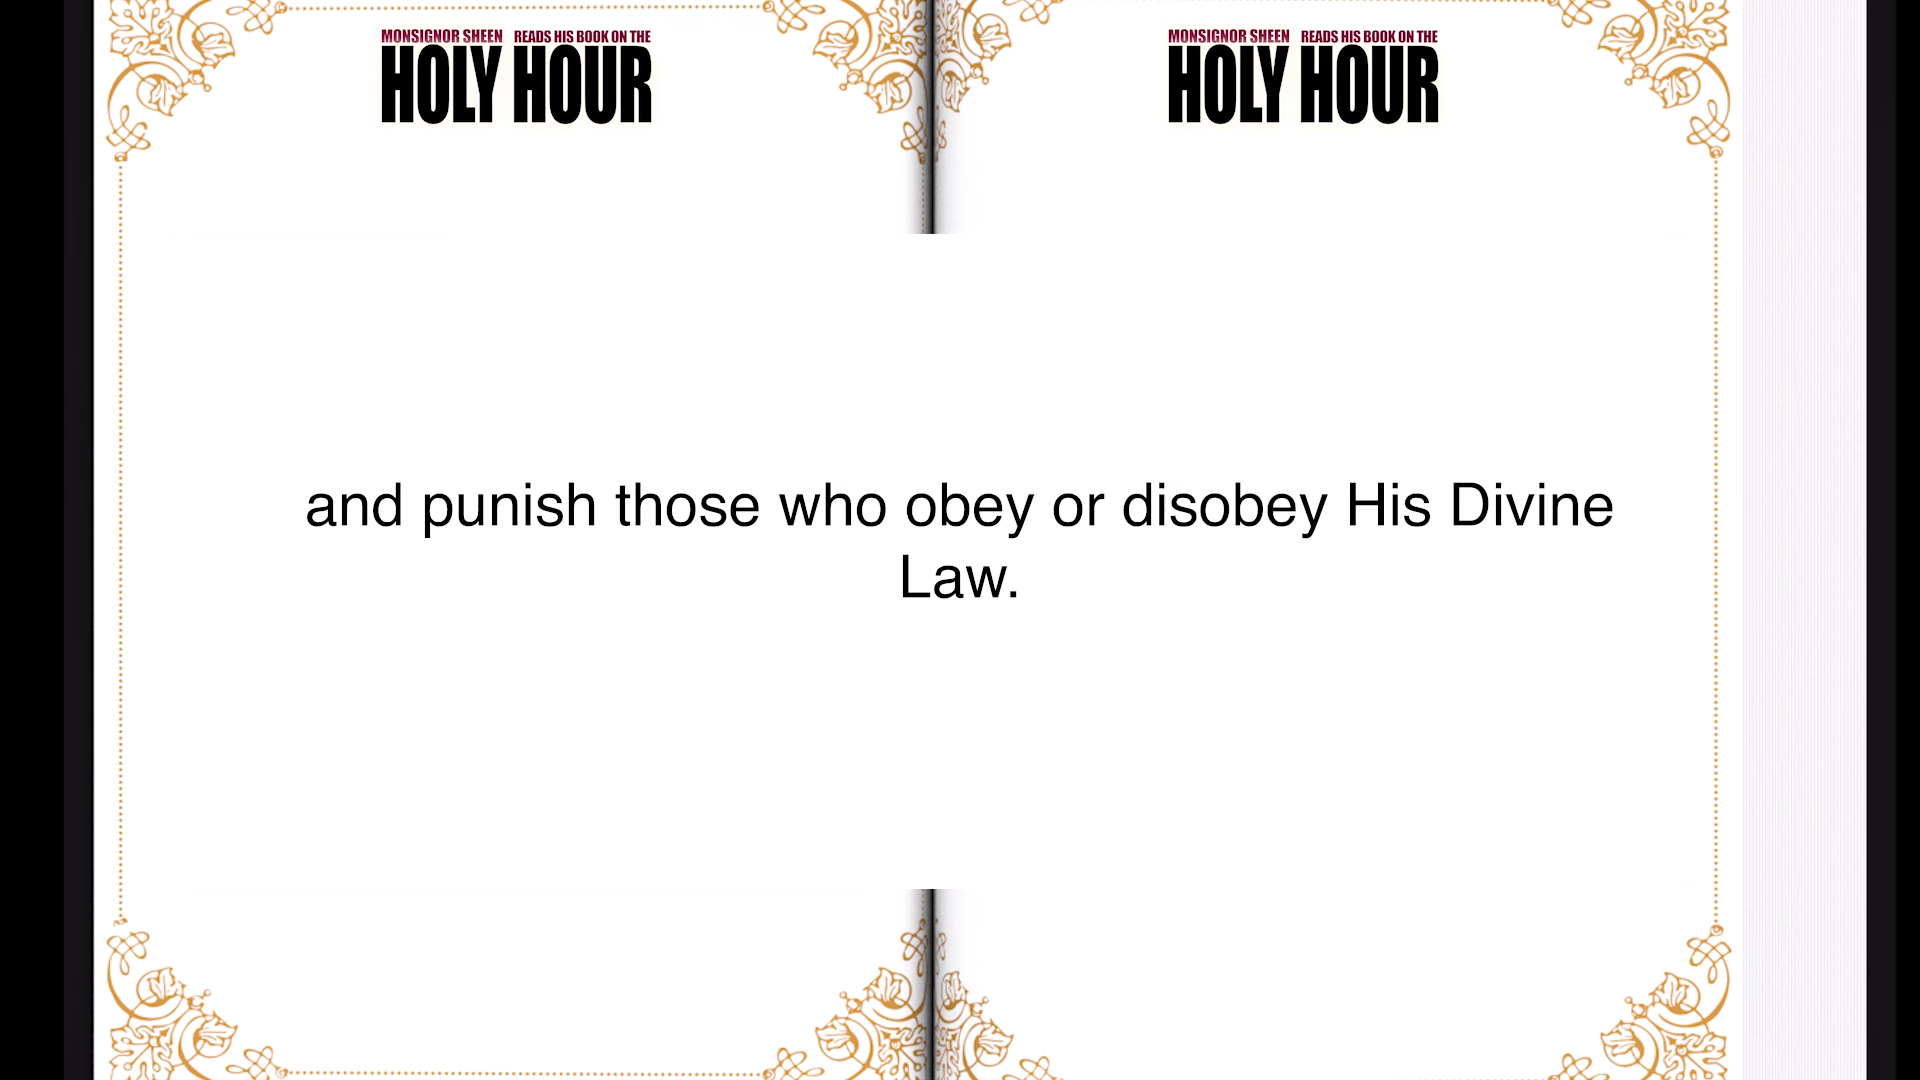 MONSIGNOR SHEEN READS HIS BOOK ON THE
HOLY HOUR
MONSIGNOR SHEEN READS HIS BOOK ON THE
HOLY HOUR
and punish those who obey or disobey His Divine
Law.